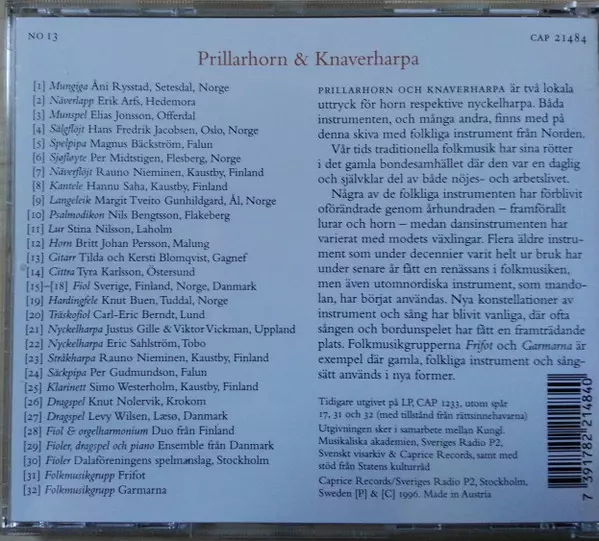 NO 13
CAP 21484
Prillarhorn & Knaverharpa
[1] Mungiga Åni Rysstad, Setesdal, Norge
[2] Näverlapp Erik Arfs, Hedemora
[3] Munspel Elias Jonsson, Offerdal
[4] Sälgflöjt Hans Fredrik Jacobsen, Oslo, Norge
[5] Spelpipa Magnus Bäckström, Falun
[6] Sjøfløyte Per Midtstigen, Flesberg, Norge
[7] Näverflöjt Rauno Nieminen, Kaustby, Finland
[8] Kantele Hannu Saha, Kaustby, Finland
[9] Langeleik Margit Tveito Gunhildgard, Ål, Norge
[10] Psalmodikon Nils Bengtsson, Flakeberg
[11] Lur Stina Nilsson, Laholm
[12] Horn Britt Johan Persson, Malung
[13] Gitarr Tilda och Kersti Blomqvist, Gagnef
[14] Cittra Tyra Karlsson, Östersund
[15]–[18] Fiol Sverige, Finland, Norge, Danmark
[19] Hardingfele Knut Buen, Tuddal, Norge
[20] Träskofiol Carl-Eric Berndt, Lund
[21] Nyckelharpa Justus Gille & Viktor Vickman, Uppland
[22] Nyckelharpa Eric Sahlström, Tobo
[23] Stråkharpa Rauno Nieminen, Kaustby, Finland
[24] Säckpipa Per Gudmundson, Falun
[25] Klarinett Simo Westerholm, Kaustby, Finland
[26] Dragspel Knut Nolervik, Krokom
[27] Dragspel Levy Wilsen, Læsø, Danmark
[28] Fiol & orgelharmonium Duo från Finland
[29] Fioler, dragspel och piano Ensemble från Danmark
[30] Fioler Dalaföreningens spelmanslag, Stockholm
[31] Folkmusikgrupp Frifot
[32] Folkmusikgrupp Garmarna
PRILLARHORN OCH KNAVERHARPA är två lokala
uttryck för horn respektive nyckelharpa. Båda
instrumenten, och många andra, finns med på
denna skiva med folkliga instrument från Norden.
Vår tids traditionella folkmusik har sina rötter
i det gamla bondesamhället där den var en daglig
och självklar del av både nöjes- och arbetslivet.
Några av de folkliga instrumenten har förblivit
oförändrade genom århundraden – framförallt
lurar och horn – medan dansinstrumenten har
varierat med modets växlingar. Flera äldre instru-
ment som under decennier varit helt ur bruk har
under senare år fått en renässans i folkmusiken,
men även utomnordiska instrument, som mando-
lan, har börjat användas. Nya konstellationer av
instrument och sång har blivit vanliga, där ofta
sången och bordunspelet har fått en framträdande
plats. Folkmusikgrupperna Frifot och Garmarna är
exempel där gamla, folkliga instrument och sång-
sätt används i nya former.
Tidigare utgivet på LP, CAP 1233, utom spår
17, 31 och 32 (med tillstånd från rättsinnehavarna)
Utgivningen sker i samarbete mellan Kungl.
Musikaliska akademien, Sveriges Radio P2,
Svenskt visarkiv & Caprice Records, samt med
stöd från Statens kulturråd
Caprice Records/Sveriges Radio P2, Stockholm,
Sweden [P] & [C] 1996. Made in Austria
7 391782 214840